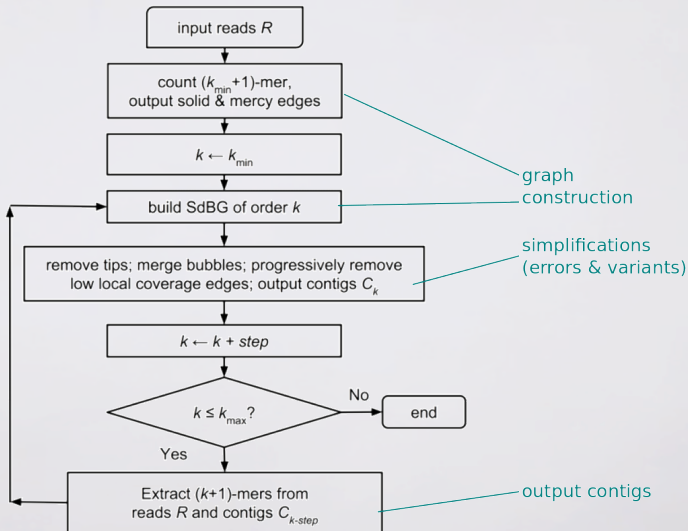 input reads R
count (kmin+1)-mer,
output solid & mercy edges
k ← kmin
build SdBG of order k
remove tips; merge bubbles; progressively remove
low local coverage edges; output contigs Ck
k ← k + step
k ≤ kmax?
No
end
Yes
Extract (k+1)-mers from
reads R and contigs Ck-step
graph
construction
simplifications
(errors & variants)
output contigs